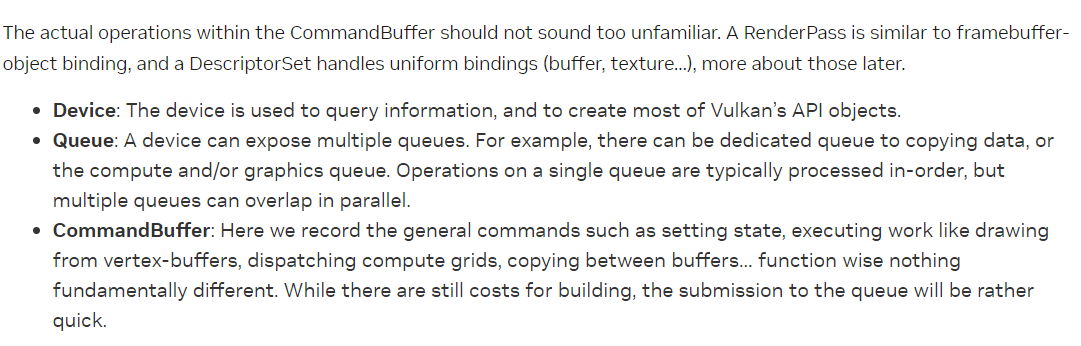 The actual operations within the CommandBuffer should not sound too unfamiliar. A RenderPass is similar to framebuffer-
object binding, and a DescriptorSet handles uniform bindings (buffer, texture...), more about those later.
• Device: The device is used to query information, and to create most of Vulkan's API objects.
• Queue: A device can expose multiple queues. For example, there can be dedicated queue to copying data, or
the compute and/or graphics queue. Operations on a single queue are typically processed in-order, but
multiple queues can overlap in parallel.
• CommandBuffer: Here we record the general commands such as setting state, executing work like drawing
from vertex-buffers, dispatching compute grids, copying between buffers... function wise nothing
fundamentally different. While there are still costs for building, the submission to the queue will be rather
quick.